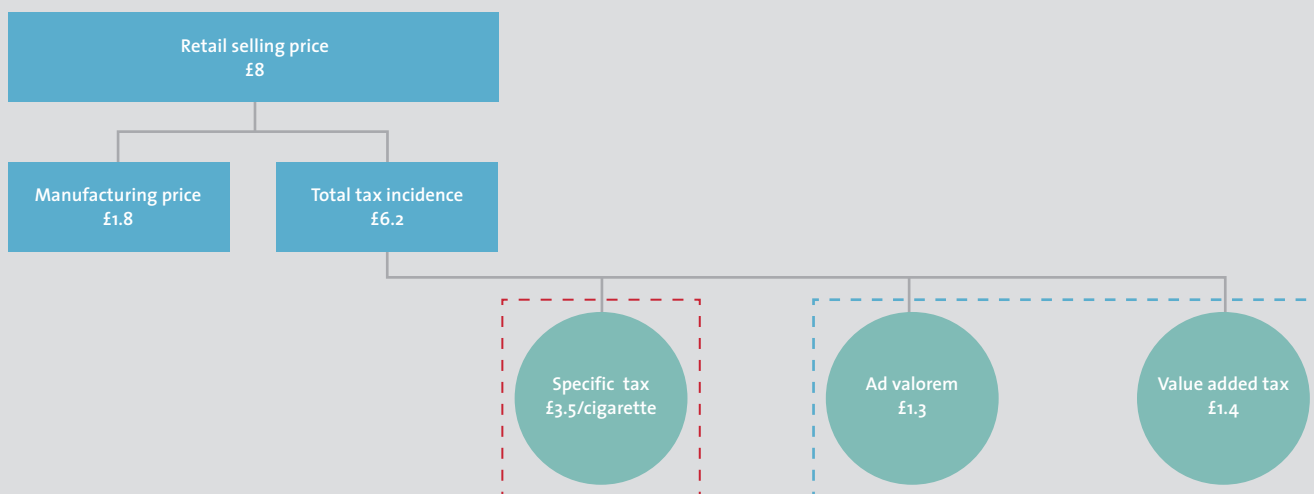 Retail selling price
£8
Manufacturing price
£1.8
Total tax incidence
£6.2
Specific tax
£3.5/cigarette
Ad valorem
£1.3
Value added tax
£1.4